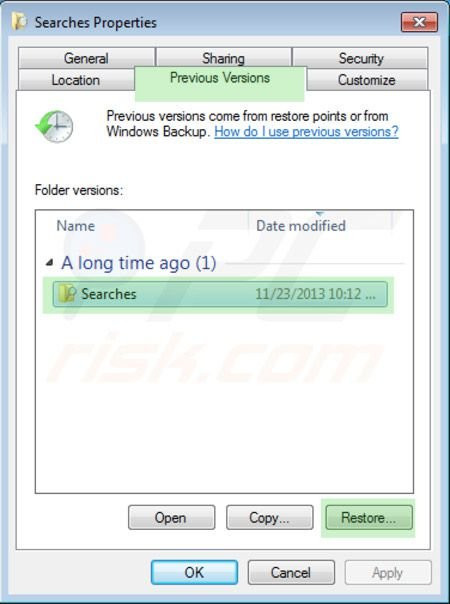 Searches Properties
General Sharing Security
Location Previous Versions Customize
Previous versions come from restore points or from
Windows Backup. How do I use previous versions?
Folder versions:
Name Date modified
A long time ago (1)
Searches 11/23/2013 10:12 ...
PC
risk.com
Open Copy... Restore...
OK Cancel Apply